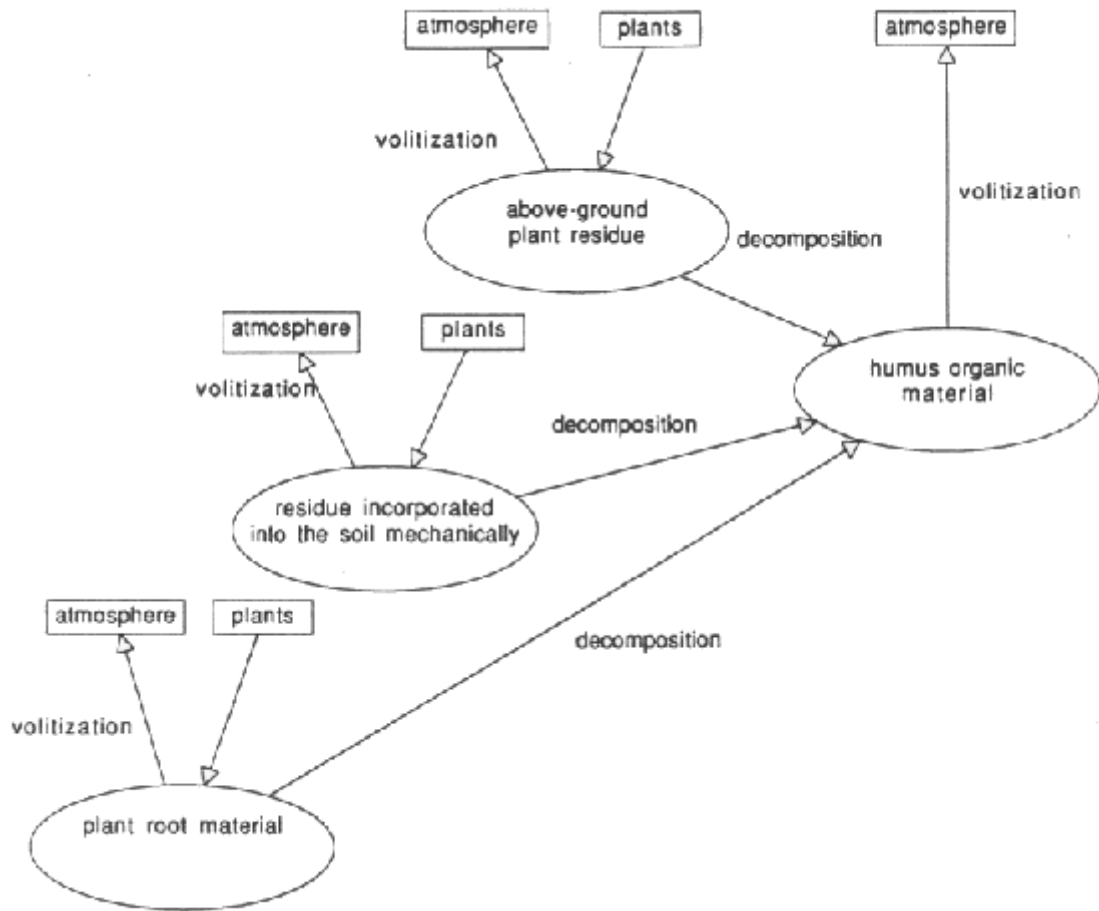 atmosphere
plants
atmosphere
volitization
volitization
above-ground
plant residue
decomposition
atmosphere
plants
humus organic
material
volitization
decomposition
residue incorporated
into the soil mechanically
atmosphere
plants
decomposition
volitization
plant root material